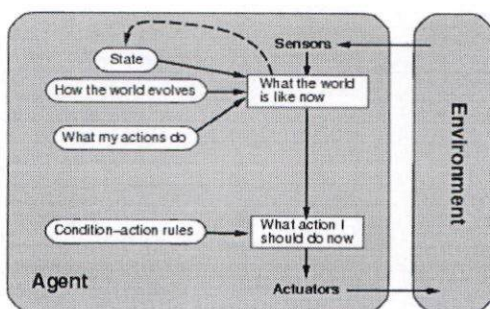 Sensors
State
What the world
is like now
How the world evolves
What my actions do
Environment
Condition–action rules
What action I
should do now
Agent
Actuators